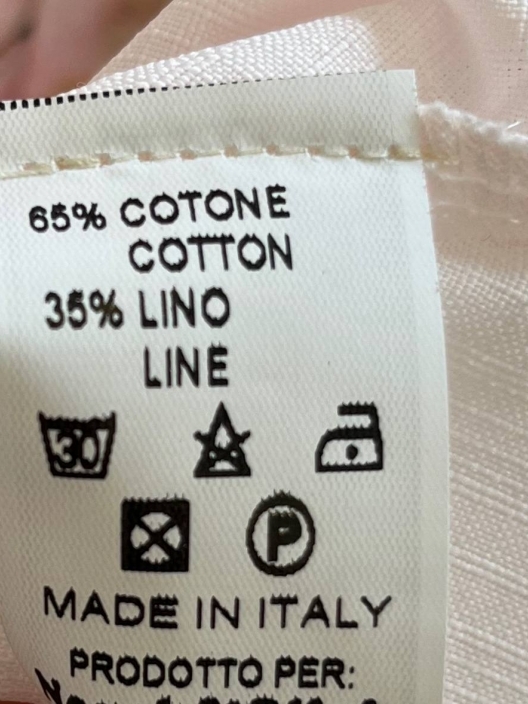 65% COTONE
COTTON
35% LINO
LINE
30
P
MADE IN ITALY
PRODOTTO PER: